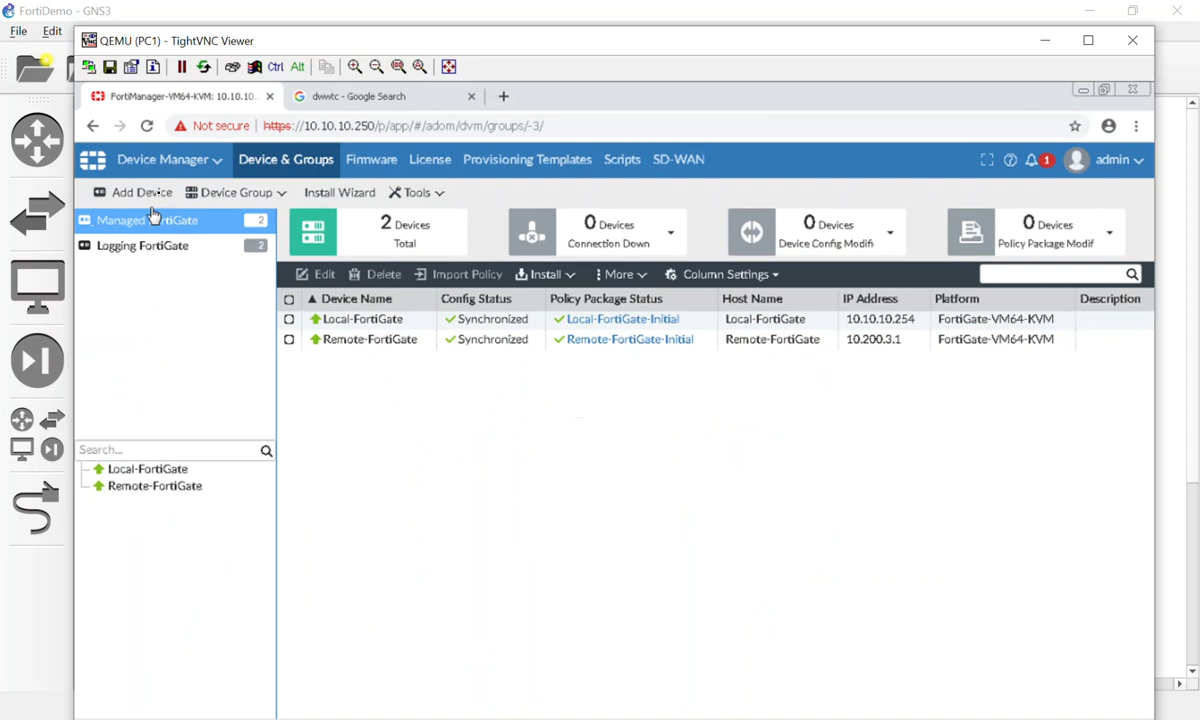 FortiDemo - GNS3
File Edit
QEMU (PC1) - TightVNC Viewer
Ctrl Alt
FortiManager-VM64-KVM: 10.10.10.
dwwtc - Google Search
Not secure https://10.10.10.250/p/app/#/adom/dvm/groups/-3/
Device Manager Device & Groups Firmware License Provisioning Templates Scripts SD-WAN 1 admin
Add Device Device Group Install Wizard Tools
Managed FortiGate 2
Logging FortiGate 2
2 Devices Total
0 Devices Connection Down
0 Devices Device Config Modifi
0 Devices Policy Package Modif
Edit Delete Import Policy Install More Column Settings
Device Name Config Status Policy Package Status Host Name IP Address Platform Description
Local-FortiGate Synchronized Local-FortiGate-Initial Local-FortiGate 10.10.10.254 FortiGate-VM64-KVM
Remote-FortiGate Synchronized Remote-FortiGate-Initial Remote-FortiGate 10.200.3.1 FortiGate-VM64-KVM
Search...
Local-FortiGate
Remote-FortiGate